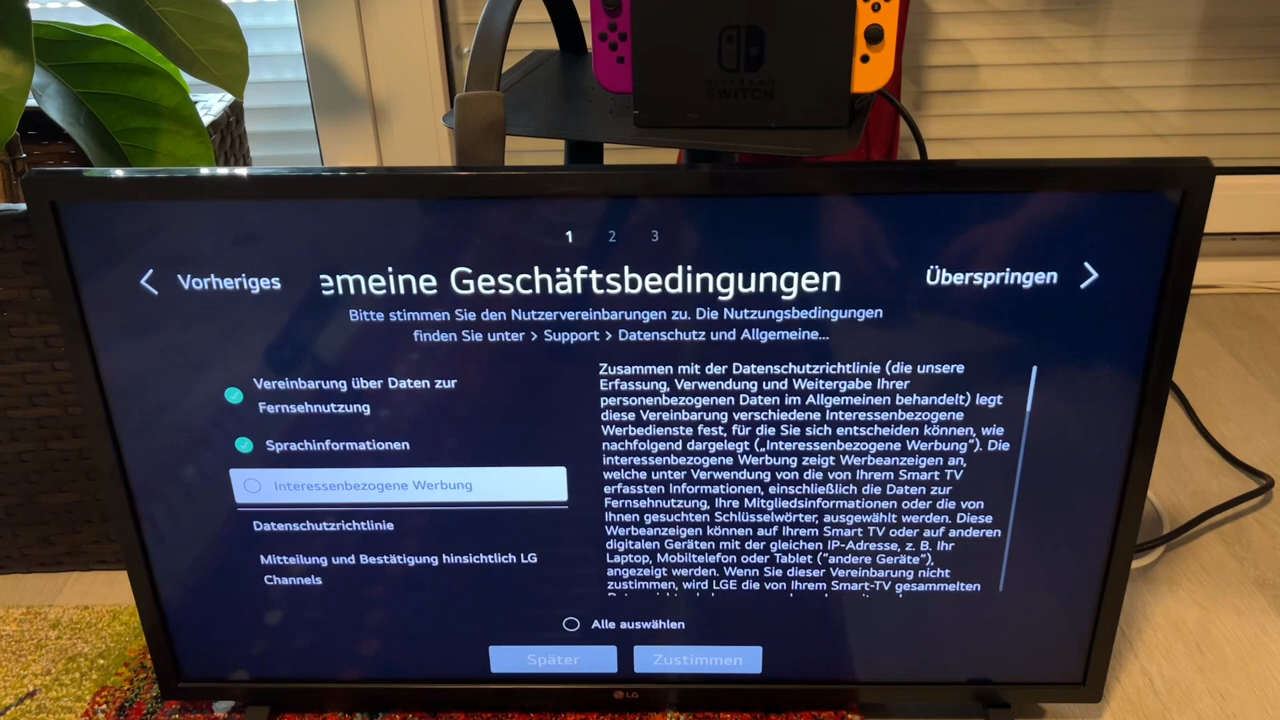 NINTENDO
SWITCH
1 2 3
Vorheriges
emeine Geschäftsbedingungen
Überspringen
Bitte stimmen Sie den Nutzervereinbarungen zu. Die Nutzungsbedingungen
finden Sie unter > Support > Datenschutz und Allgemeine...
Vereinbarung über Daten zur
Fernsehnutzung
Sprachinformationen
Interessenbezogene Werbung
Datenschutzrichtlinie
Mitteilung und Bestätigung hinsichtlich LG
Channels
Zusammen mit der Datenschutzrichtlinie (die unsere
Erfassung, Verwendung und Weitergabe Ihrer
personenbezogenen Daten im Allgemeinen behandelt) legt
diese Vereinbarung verschiedene Interessenbezogene
Werbedienste fest, für die Sie sich entscheiden können, wie
nachfolgend dargelegt („Interessenbezogene Werbung“). Die
interessenbezogene Werbung zeigt Werbeanzeigen an,
welche unter Verwendung von die von Ihrem Smart TV
erfassten Informationen, einschließlich die Daten zur
Fernsehnutzung, Ihre Mitgliedsinformationen oder die von
Ihnen gesuchten Schlüsselwörter, ausgewählt werden. Diese
Werbeanzeigen können auf Ihrem Smart TV oder auf anderen
digitalen Geräten mit der gleichen IP-Adresse, z. B. Ihr
Laptop, Mobiltelefon oder Tablet (“andere Geräte”),
angezeigt werden. Wenn Sie dieser Vereinbarung nicht
zustimmen, wird LGE die von Ihrem Smart-TV gesammelten
Alle auswählen
Später
Zustimmen
LG